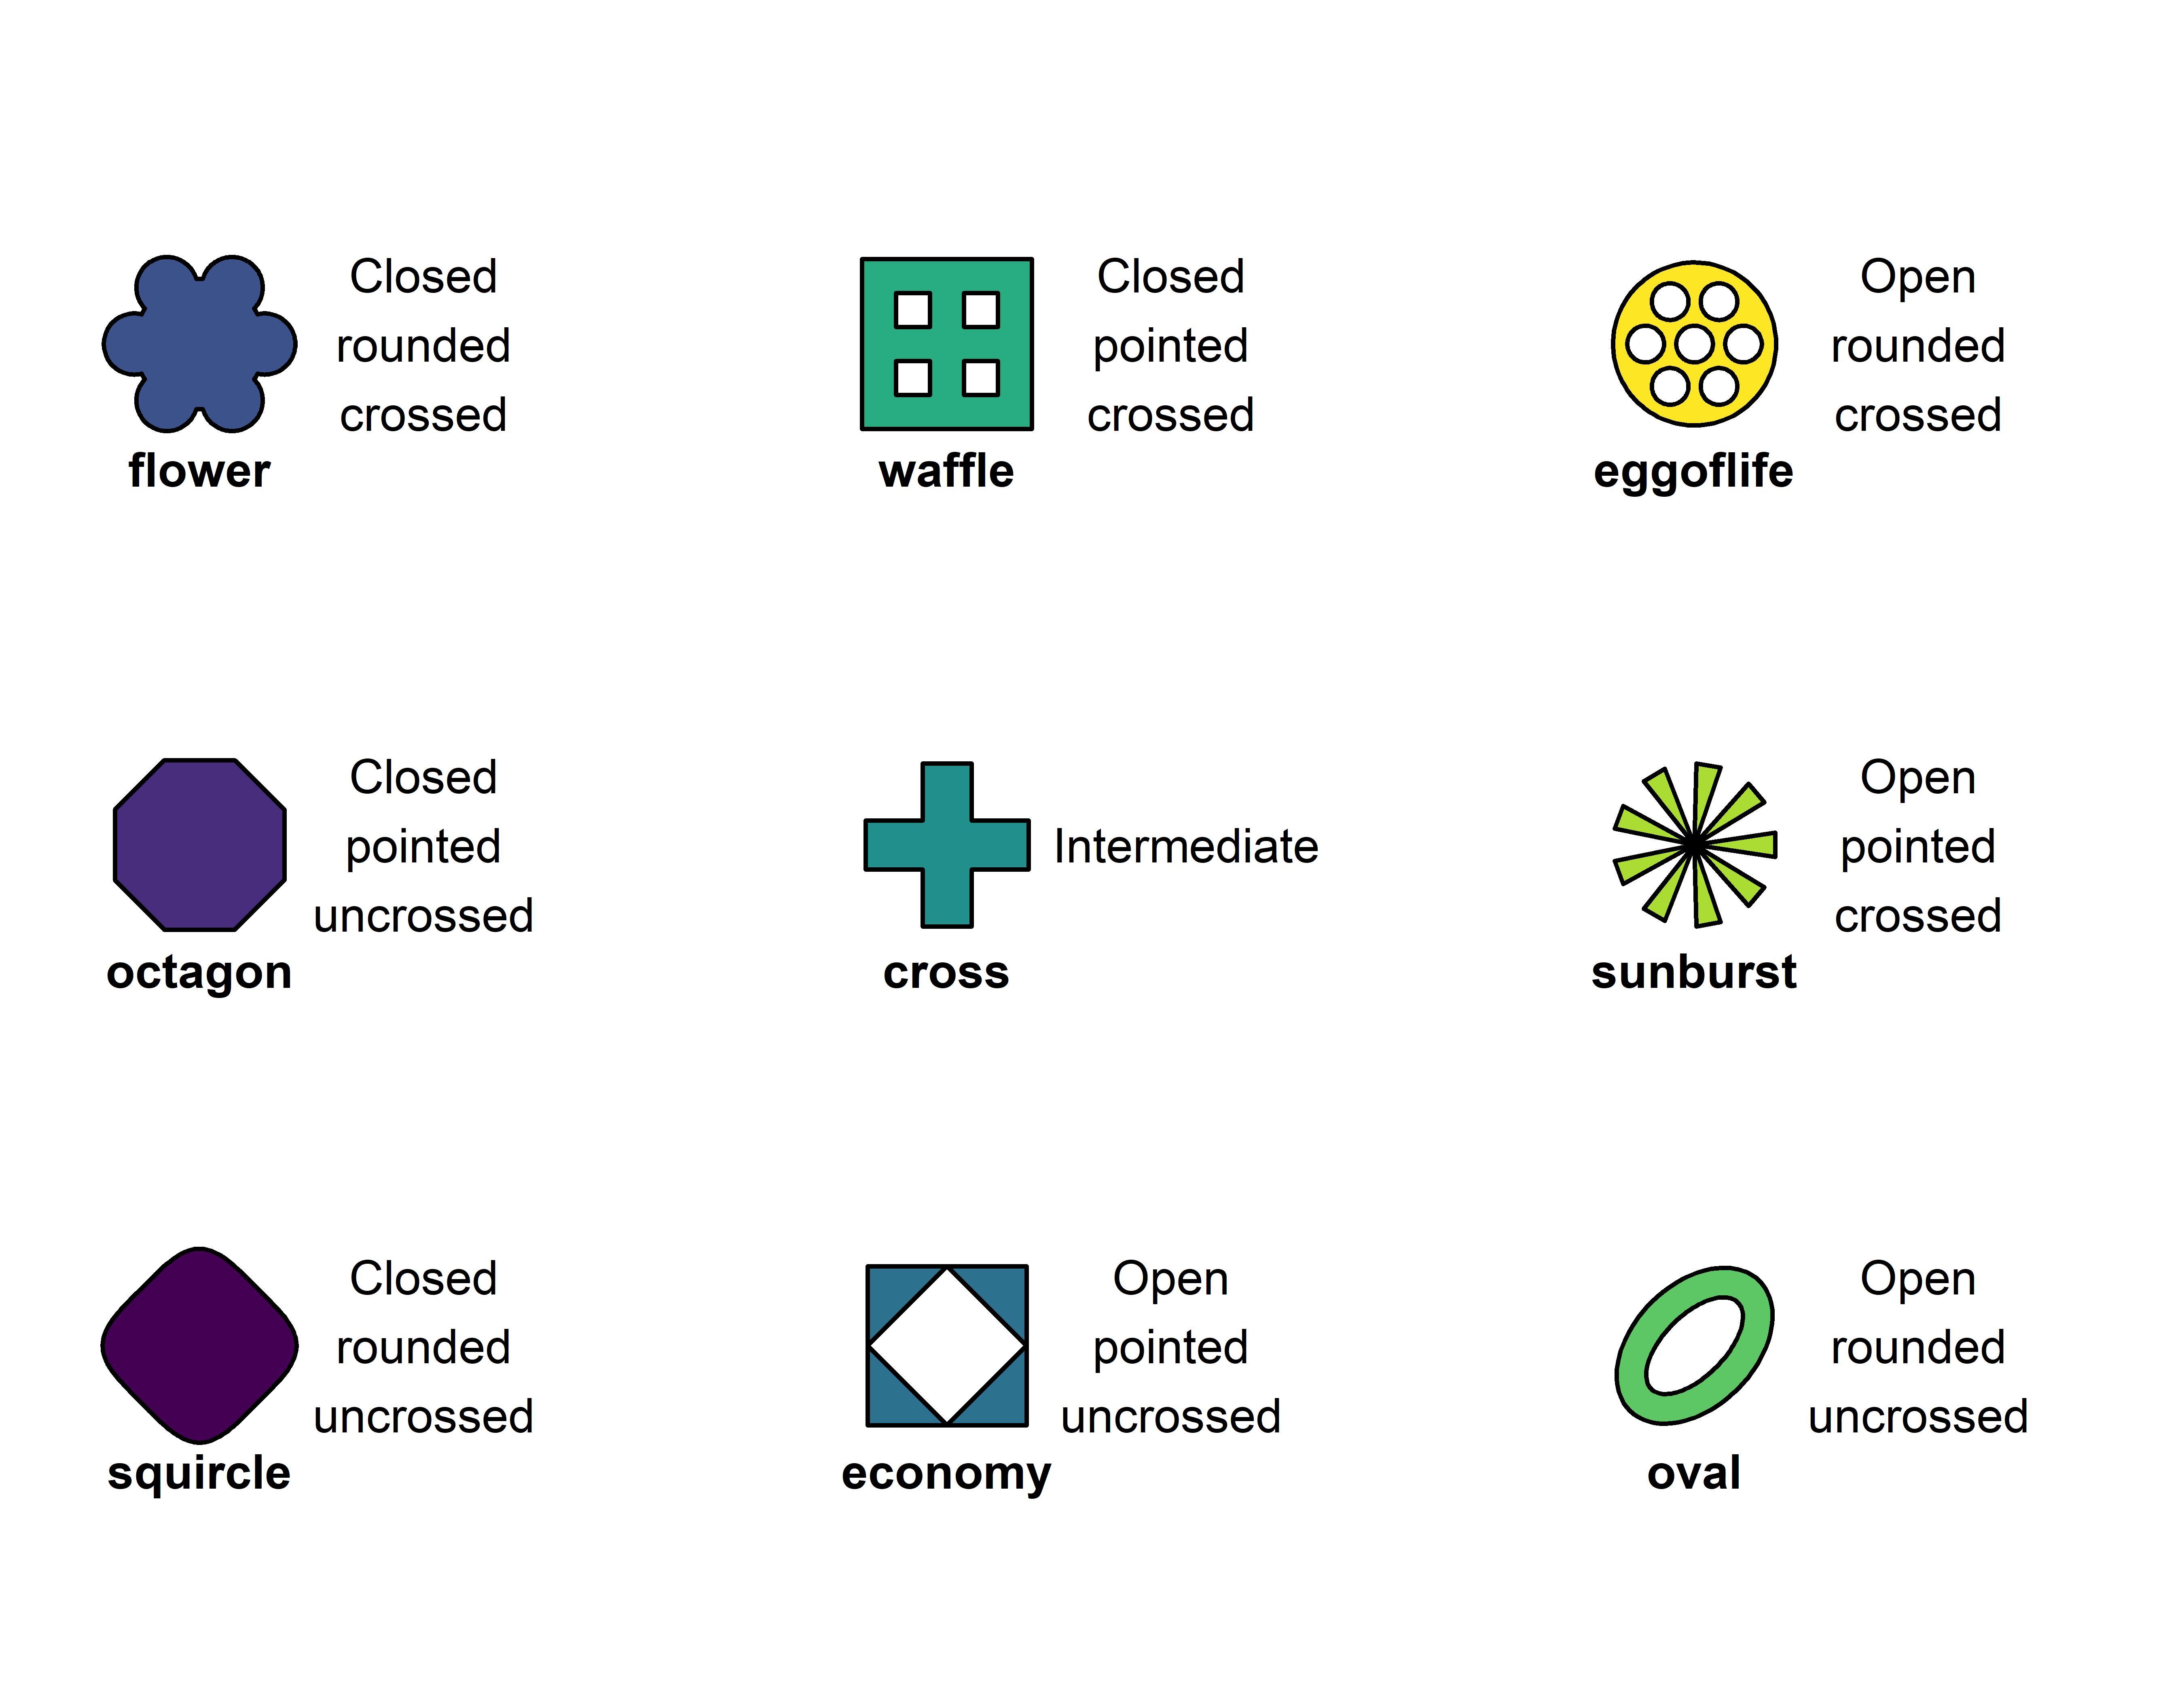 Closed
rounded
crossed
flower
Closed
pointed
crossed
waffle
Open
rounded
crossed
eggoflife
Closed
pointed
uncrossed
octagon
Intermediate
cross
Open
pointed
crossed
sunburst
Closed
rounded
uncrossed
squircle
Open
pointed
uncrossed
economy
Open
rounded
uncrossed
oval